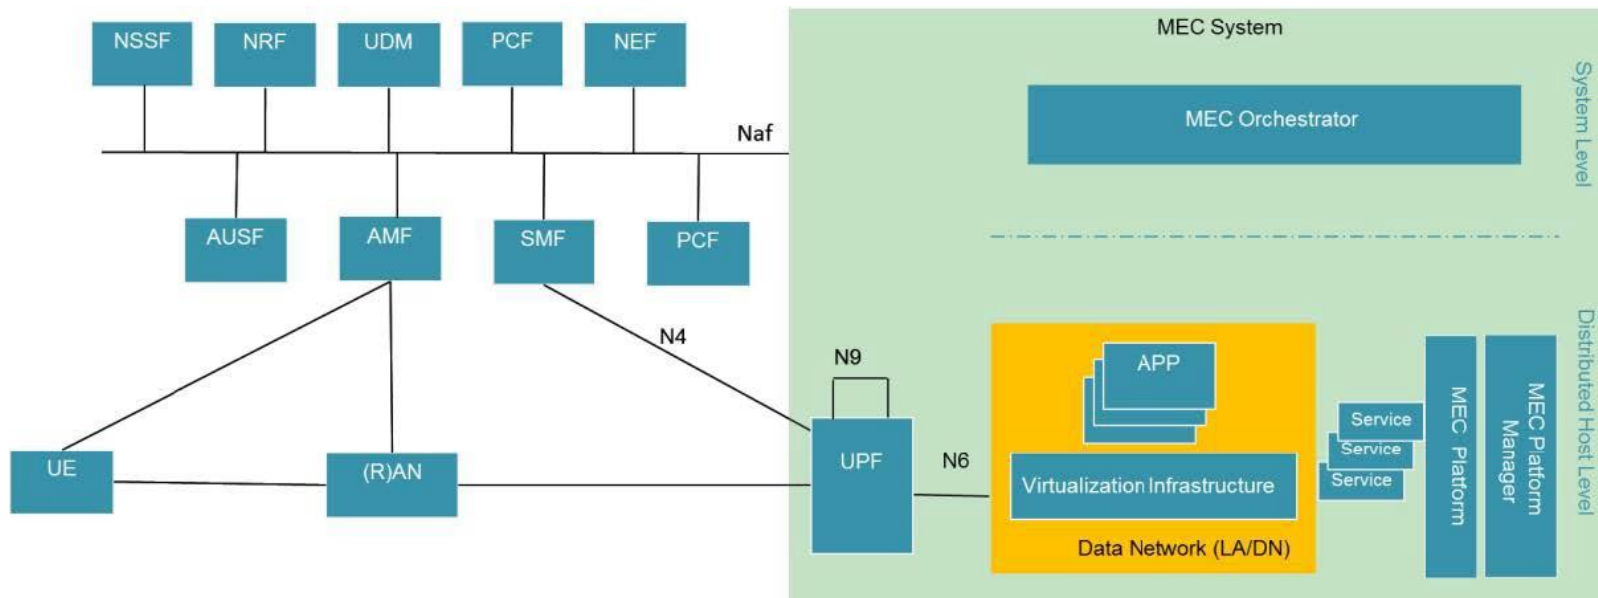 NSSF
NRF
UDM
PCF
NEF
MEC System
MEC Orchestrator
System Level
Naf
AUSF
AMF
SMF
PCF
N4
N9
APP
Distributed Host Level
UE
(R)AN
UPF
N6
Virtualization Infrastructure
Data Network (LA/DN)
Service
Service
Service
MEC Platform
MEC Platform
Manager